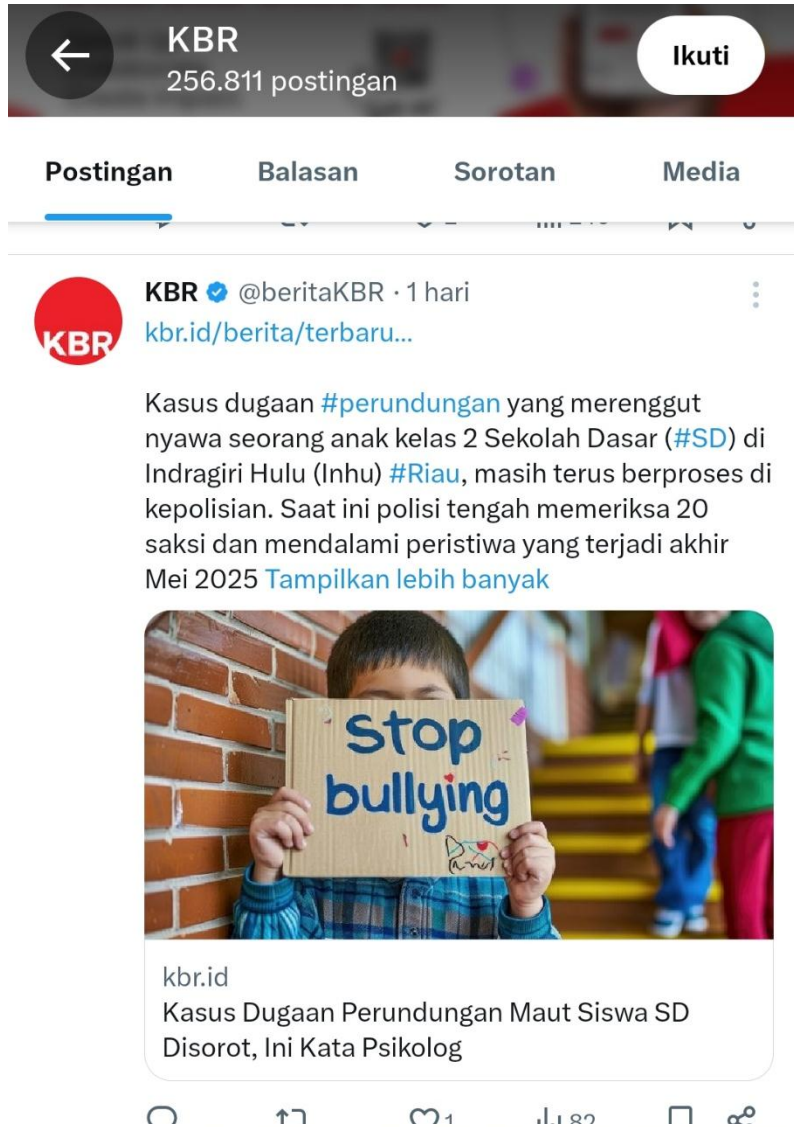 KBR
256.811 postingan
Ikuti
Postingan Balasan Sorotan Media
KBR @beritaKBR · 1 hari
KBR
kbr.id/berita/terbaru...
Kasus dugaan #perundungan yang merenggut
nyawa seorang anak kelas 2 Sekolah Dasar (#SD) di
Indragiri Hulu (Inhu) #Riau, masih terus berproses di
kepolisian. Saat ini polisi tengah memeriksa 20
saksi dan mendalami peristiwa yang terjadi akhir
Mei 2025 Tampilkan lebih banyak
Stop
bullying
kbr.id
Kasus Dugaan Perundungan Maut Siswa SD
Disorot, Ini Kata Psikolog
1 82